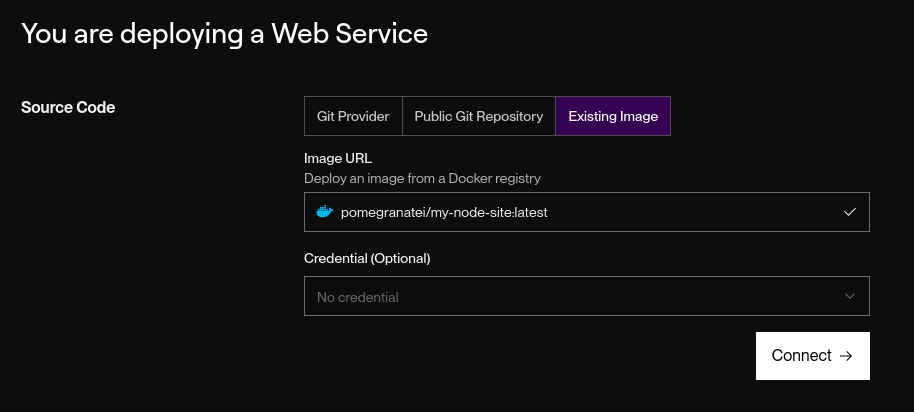 You are deploying a Web Service
Source Code
Git Provider
Public Git Repository
Existing Image
Image URL
Deploy an image from a Docker registry
pomegranatei/my-node-site:latest
Credential (Optional)
No credential
Connect →